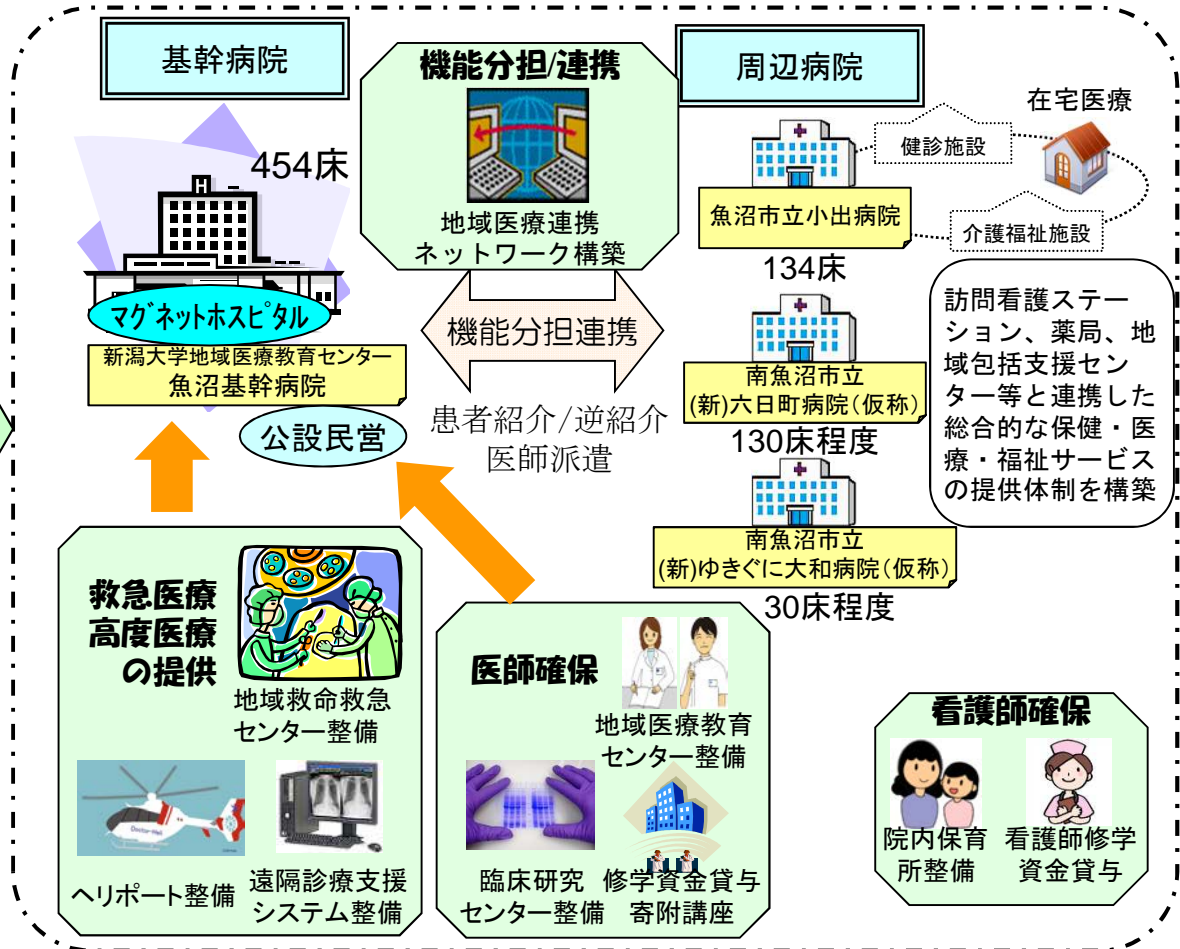 基幹病院
454床
H
マグネットホスピタル
新潟大学地域医療教育センター
魚沼基幹病院
公設民営
機能分担/連携
地域医療連携
ネットワーク構築
機能分担連携
患者紹介/逆紹介
医師派遣
周辺病院
魚沼市立小出病院
134床
南魚沼市立
(新)六日町病院（仮称）
130床程度
南魚沼市立
(新)ゆきぐに大和病院（仮称）
30床程度
在宅医療
健診施設
介護福祉施設
訪問看護ステー
ション、薬局、地
域包括支援セン
ター等と連携した
総合的な保健・医
療・福祉サービス
の提供体制を構築
救急医療
高度医療
の提供
地域救命救急
センター整備
Doctor-Heli
ヘリポート整備
遠隔診療支援
システム整備
医師確保
地域医療教育
センター整備
臨床研究
センター整備
修学資金貸与
寄附講座
看護師確保
院内保育
所整備
看護師修学
資金貸与